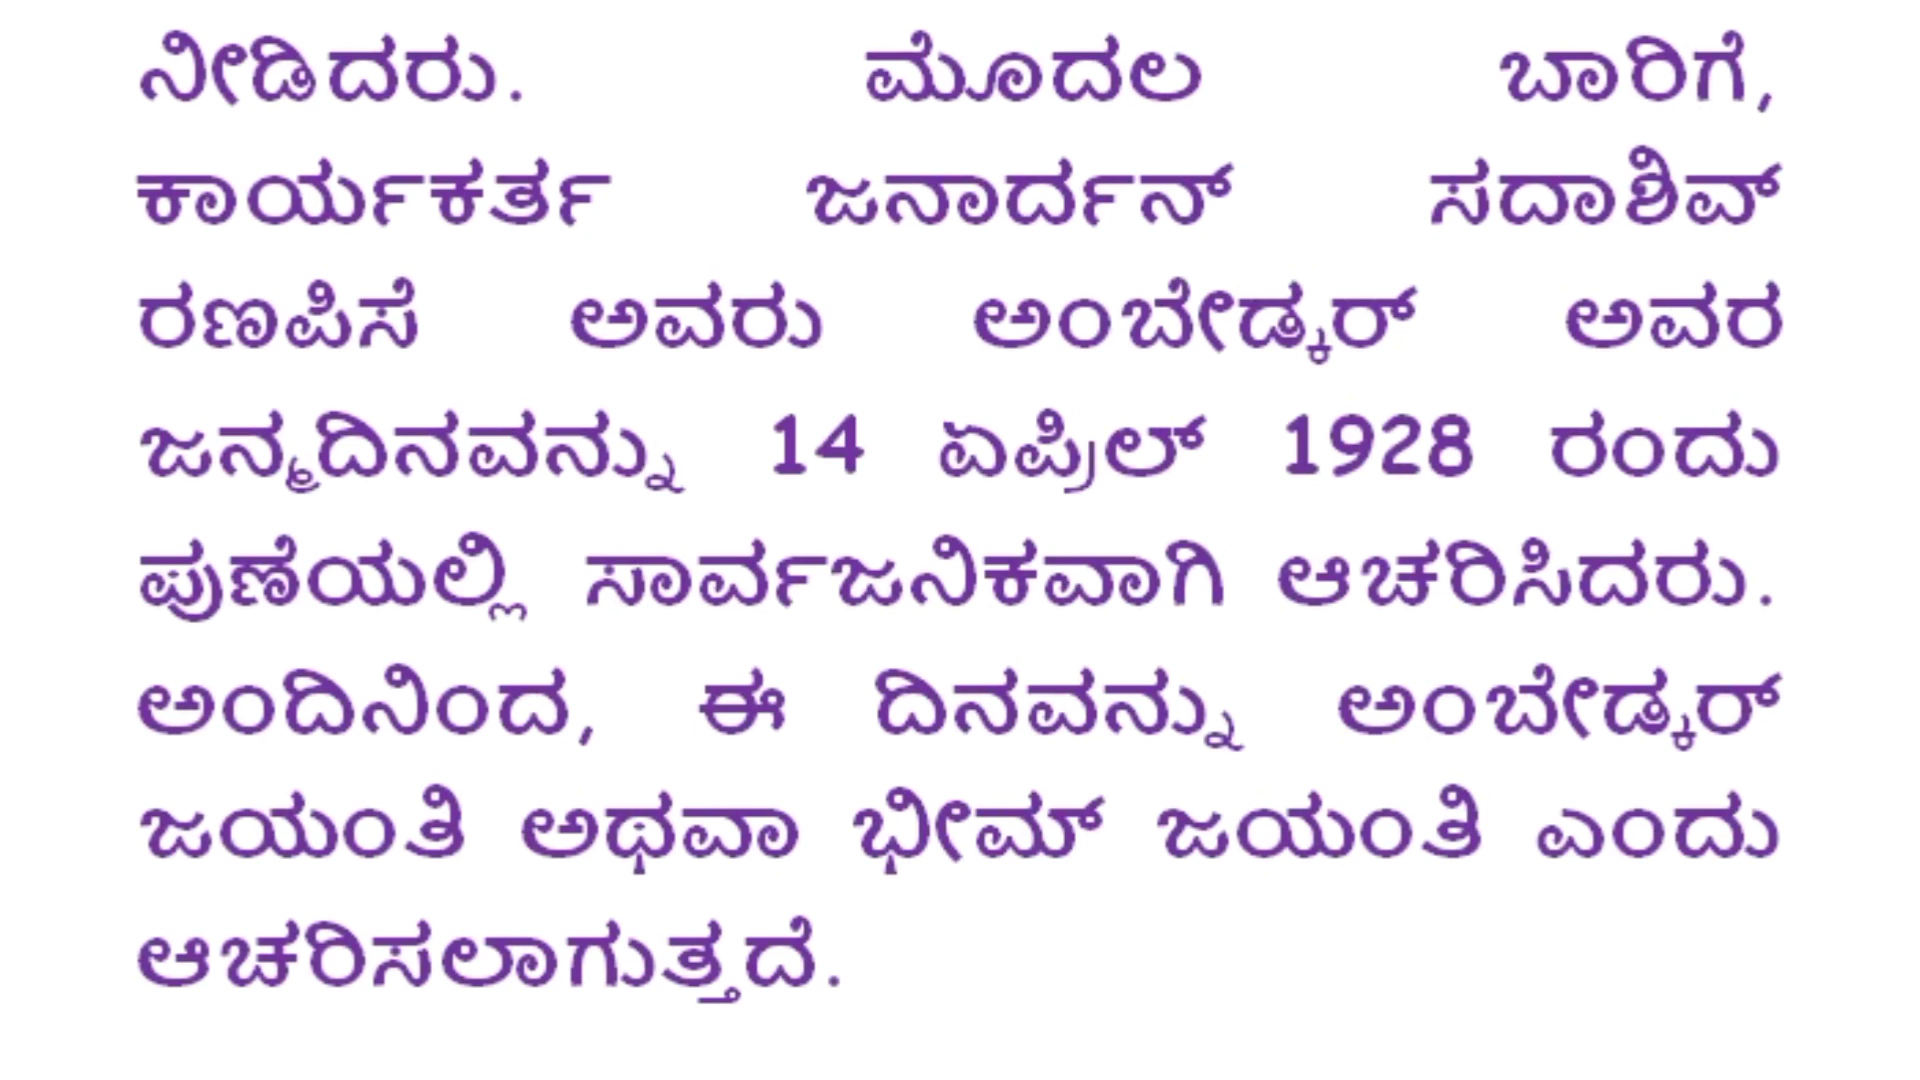 ನೀಡಿದರು. ಮೊದಲ ಬಾರಿಗೆ,
ಕಾರ್ಯಕರ್ತ ಜನಾರ್ದನ್ ಸದಾಶಿವ್
ರಣಪಿಸೆ ಅವರು ಅಂಬೇಡ್ಕರ್ ಅವರ
ಜನ್ಮದಿನವನ್ನು 14 ಏಪ್ರಿಲ್ 1928 ರಂದು
ಪುಣೆಯಲ್ಲಿ ಸಾರ್ವಜನಿಕವಾಗಿ ಆಚರಿಸಿದರು.
ಅಂದಿನಿಂದ, ಈ ದಿನವನ್ನು ಅಂಬೇಡ್ಕರ್
ಜಯಂತಿ ಅಥವಾ ಭೀಮ್ ಜಯಂತಿ ಎಂದು
ಆಚರಿಸಲಾಗುತ್ತದೆ.